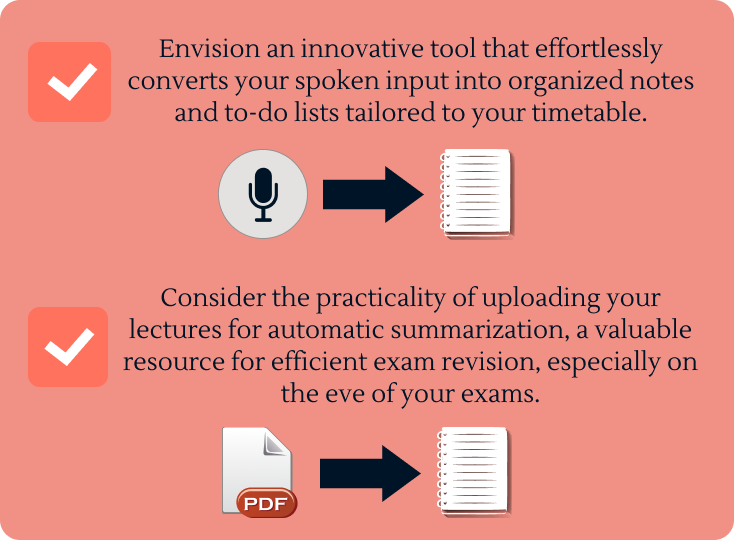 Envision an innovative tool that effortlessly
converts your spoken input into organized notes
and to-do lists tailored to your timetable.
Consider the practicality of uploading your
lectures for automatic summarization, a valuable
resource for efficient exam revision, especially on
the eve of your exams.
PDF